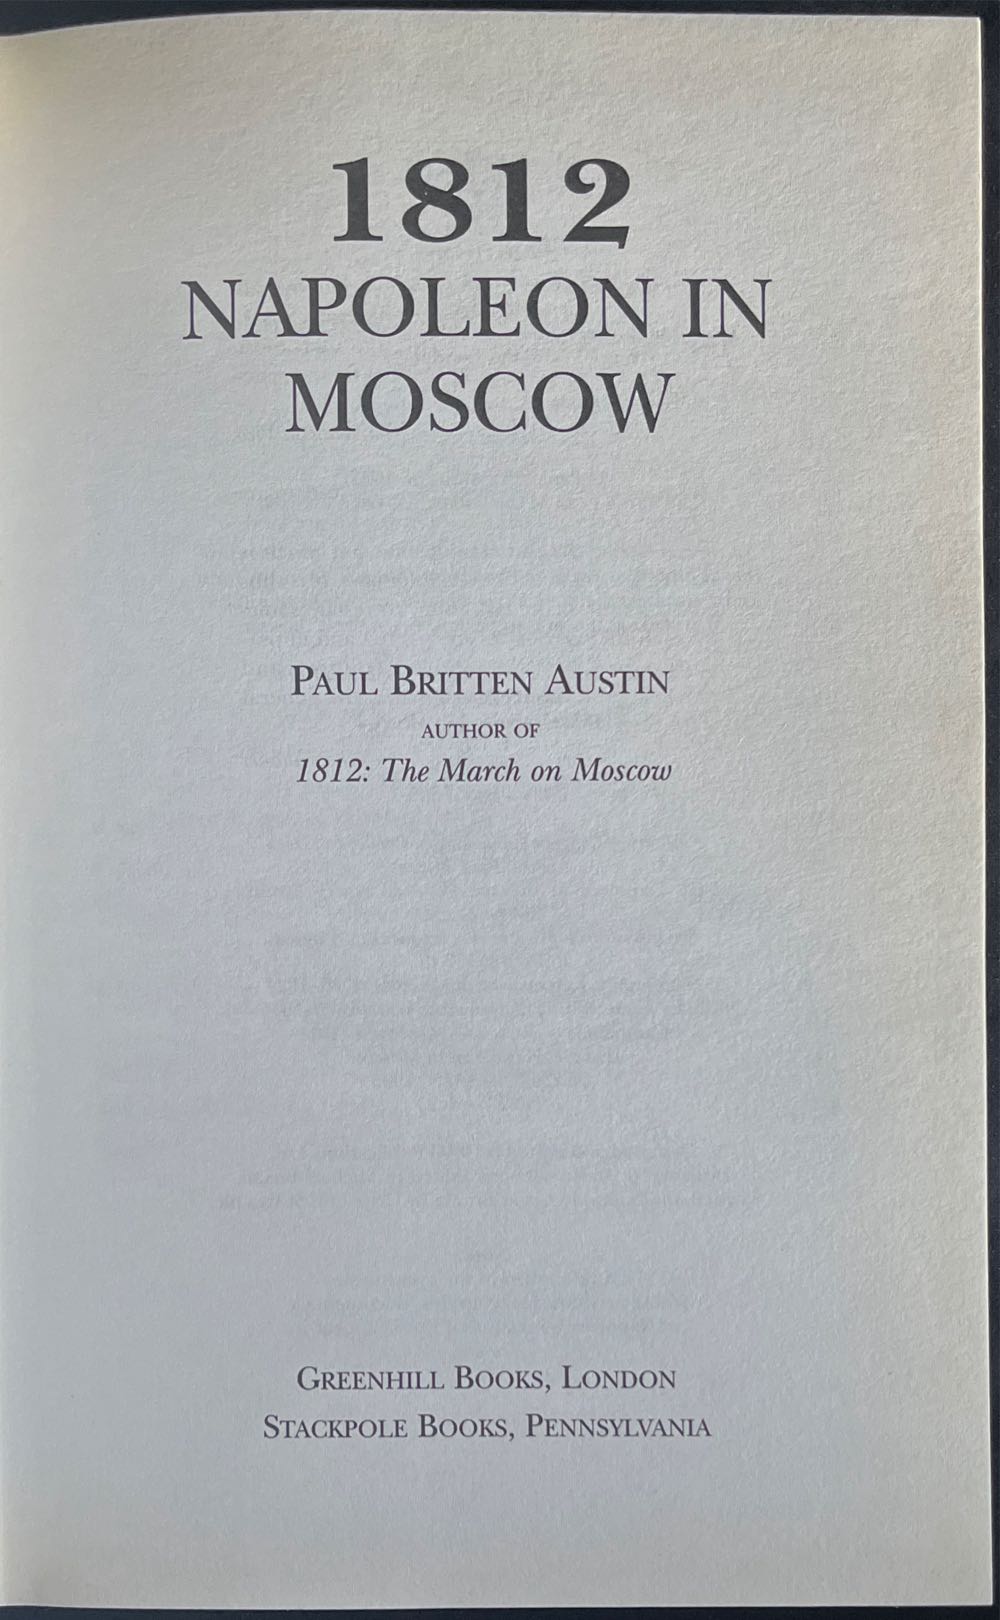 1812
NAPOLEON IN
MOSCOW
PAUL BRITTEN AUSTIN
AUTHOR OF
1812: The March on Moscow
GREENHILL BOOKS, LONDON
STACKPOLE BOOKS, PENNSYLVANIA